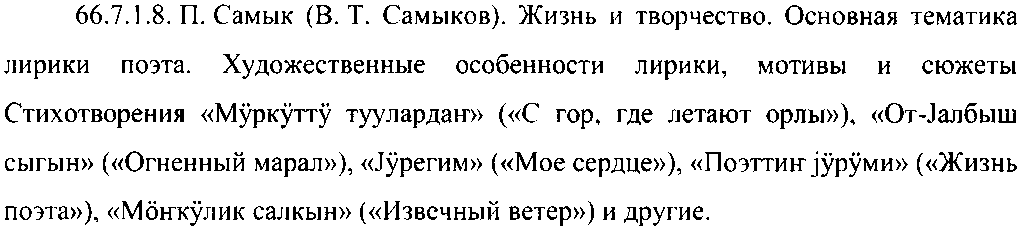 66.7.1.8. П. Самык (В. Т. Самыков). Жизнь и творчество. Основная тематика
лирики поэта. Художественные особенности лирики, мотивы и сюжеты
Стихотворения «Мӱркӱттӱ туулардаҥ» («С гор, где летают орлы»), «От-Јалбыш
сыгын» («Огненный марал»), «Јӱрегим» («Мое сердце»), «Поэттиҥ јӱрӱми» («Жизнь
поэта»), «Мӧҥкӱлик салкын» («Извечный ветер») и другие.